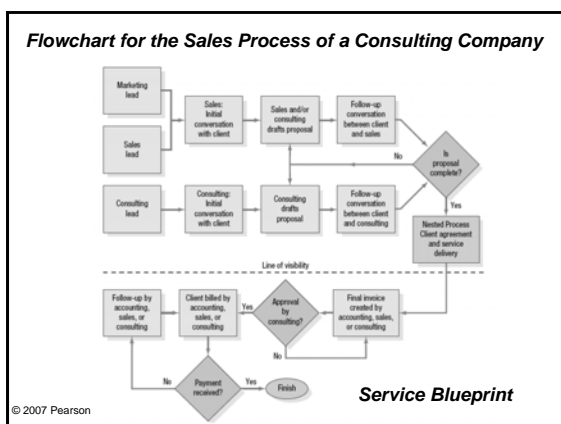 Flowchart for the Sales Process of a Consulting Company
Marketing
lead
Sales
lead
Sales:
Initial
conversation
with client
Sales and/or
consulting
drafts proposal
Follow-up
conversation
between client
and sales
Is
proposal
complete?
No
Yes
Consulting
lead
Consulting:
Initial
conversation
with client
Consulting
drafts
proposal
Follow-up
conversation
between client
and consulting
Nested Process
Client agreement
and service
delivery
Line of visibility
Follow-up by
accounting,
sales, or
consulting
Client billed by
accounting,
sales, or
consulting
Yes
Approval
by
consulting?
No
Final invoice
created by
accounting, sales,
or consulting
No
Payment
received?
Yes
Finish
Service Blueprint
© 2007 Pearson